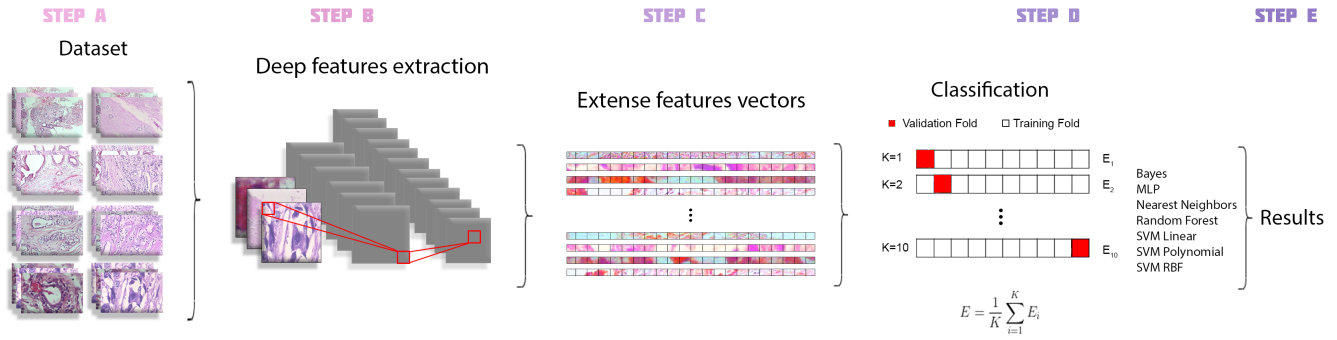 STEP A
STEP B
STEP C
STEP D
STEP E
Dataset
Deep features extraction
Extense features vectors
Classification
Validation Fold
Training Fold
K=1
E1
K=2
E2
K=10
E10
E = 1/K ∑ i=1 K Ei
Bayes
MLP
Nearest Neighbors
Random Forest
SVM Linear
SVM Polynomial
SVM RBF
Results